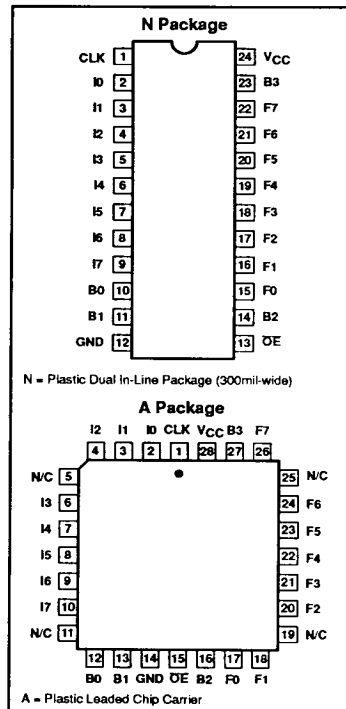 N Package
CLK 1 24 VCC
I0 2 23 B3
I1 3 22 F7
I2 4 21 F6
I3 5 20 F5
I4 6 19 F4
I5 7 18 F3
I6 8 17 F2
I7 9 16 F1
B0 10 15 F0
B1 11 14 B2
GND 12 13 O̅E̅
N = Plastic Dual In-Line Package (300mil-wide)
A Package
I2 I1 I0 CLK VCC B3 F7
4 3 2 1 28 27 26
N/C 5 25 N/C
I3 6 24 F6
I4 7 23 F5
I5 8 22 F4
I6 9 21 F3
I7 10 20 F2
N/C 11 19 N/C
12 13 14 15 16 17 18
B0 B1 GND O̅E̅ B2 F0 F1
A = Plastic Leaded Chip Carrier